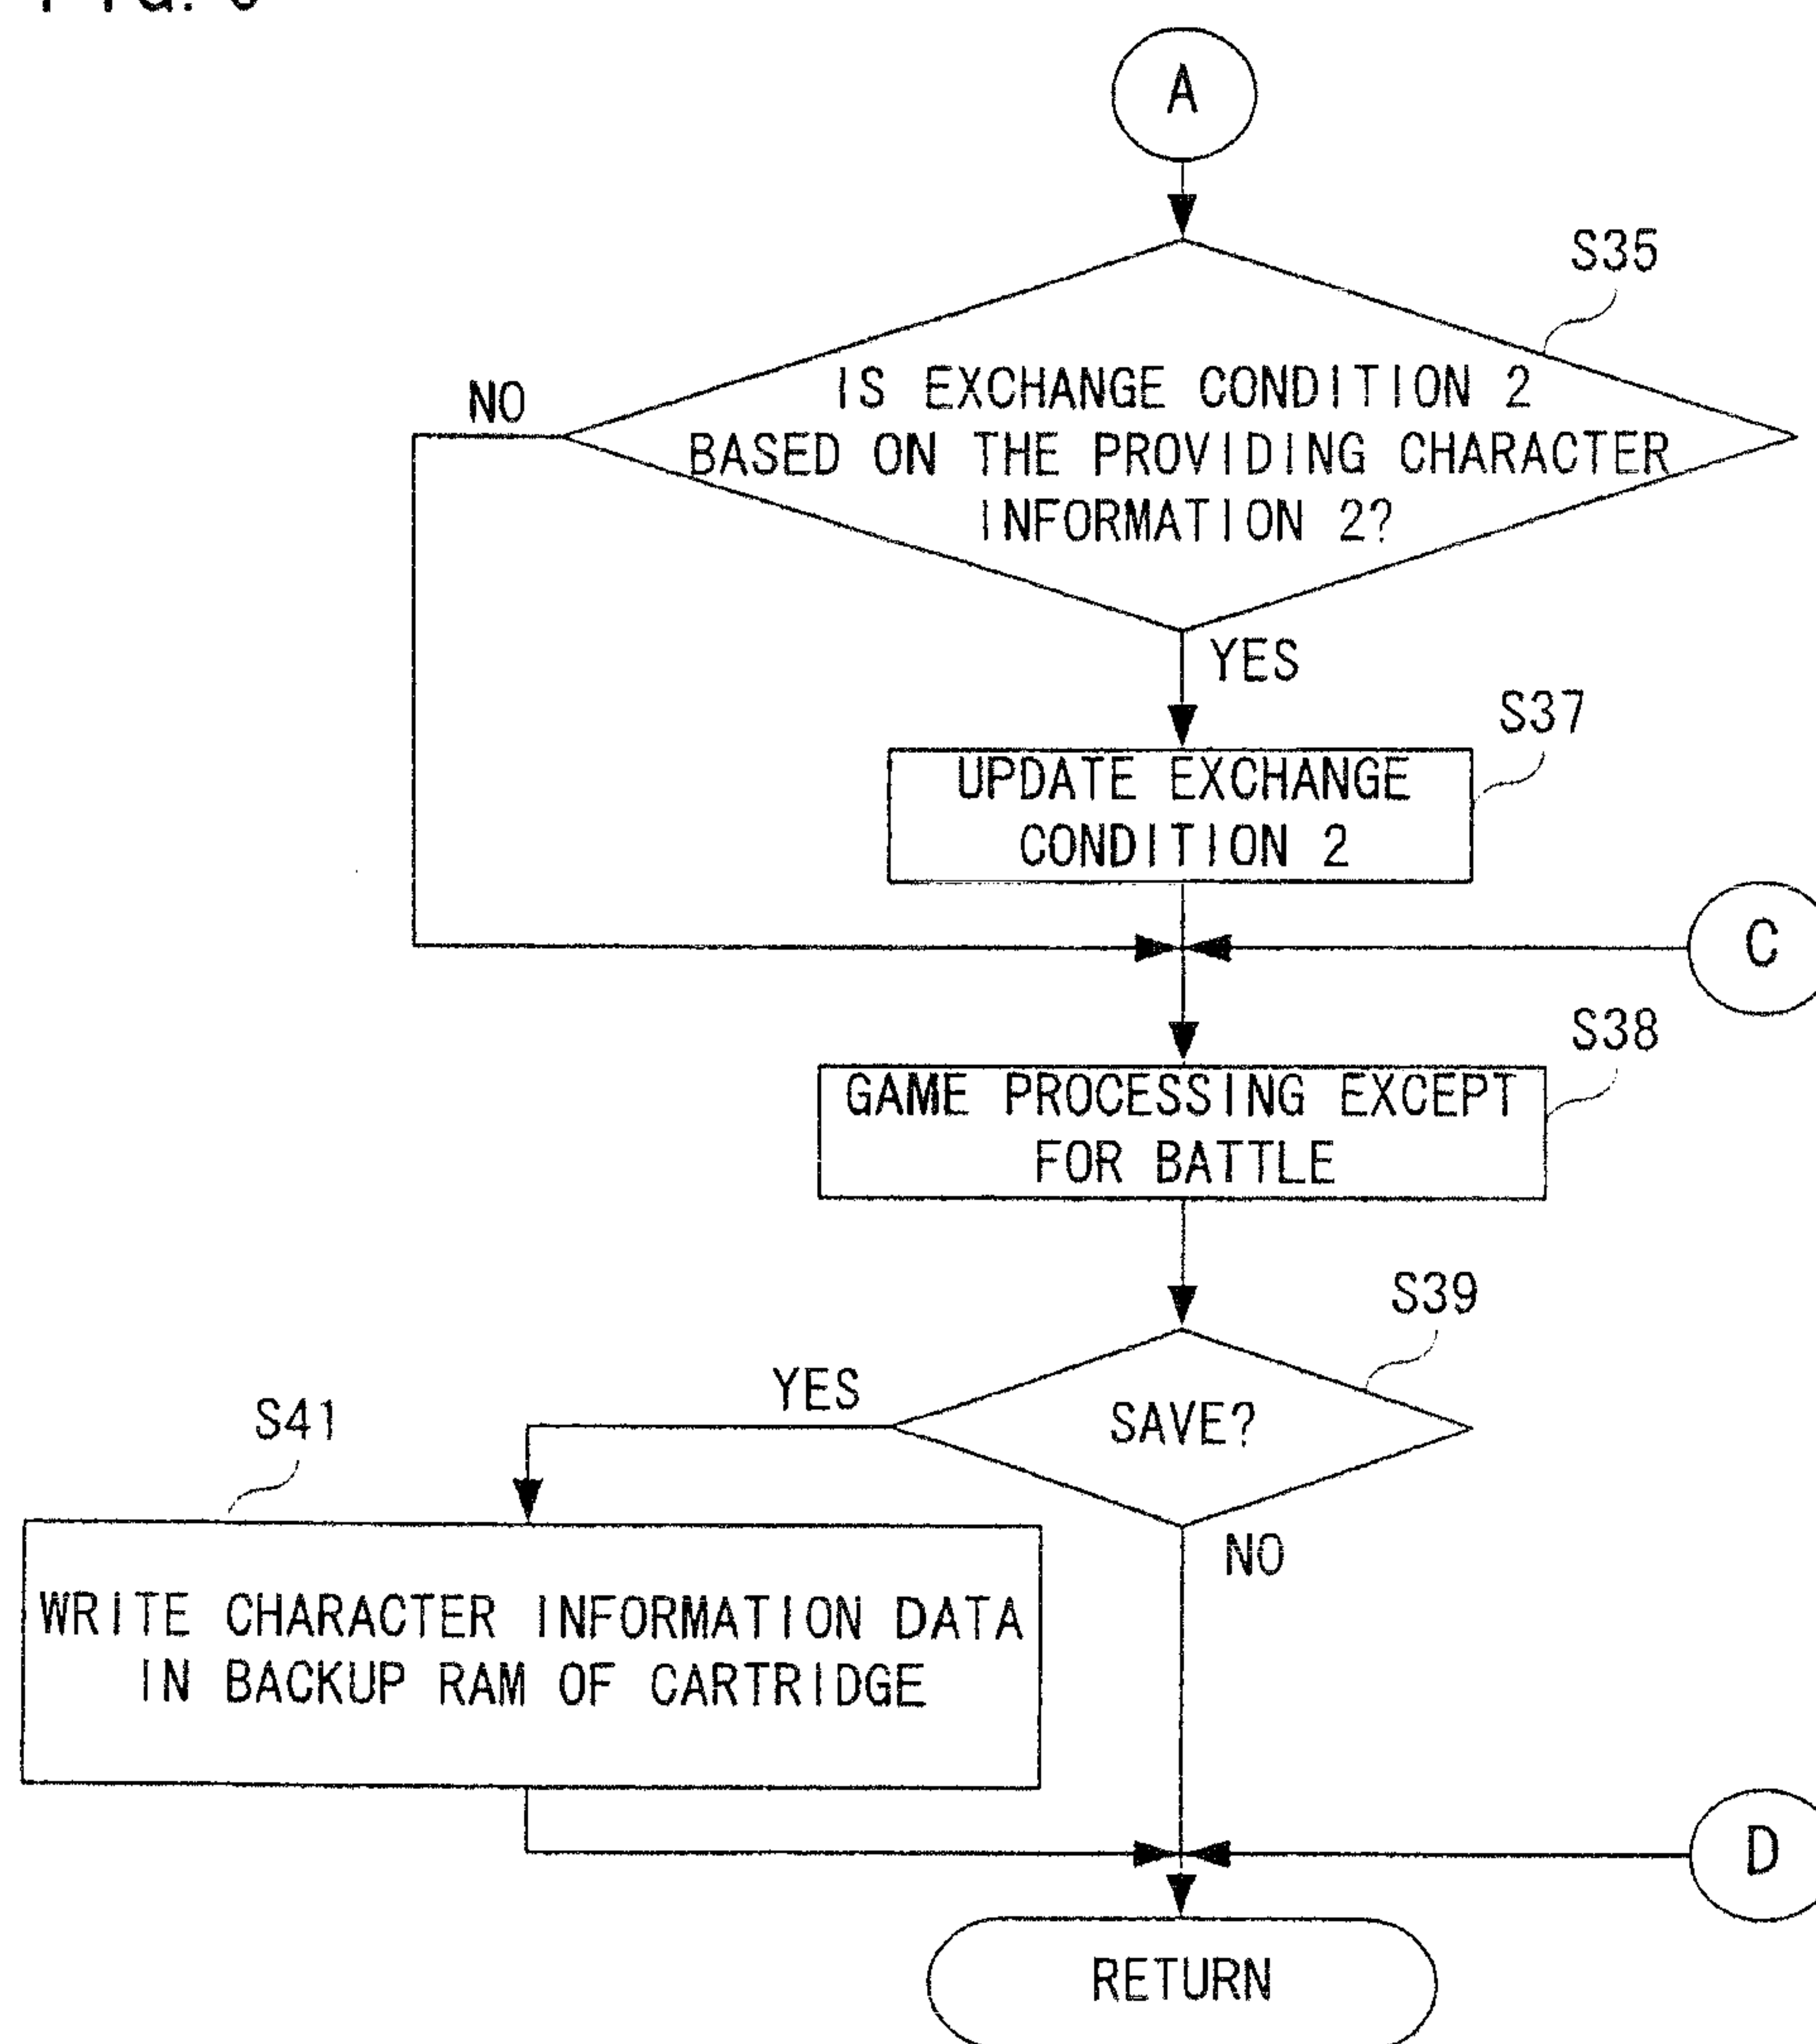 A
S35
IS EXCHANGE CONDITION 2
NO
BASED ON THE PROVIDING CHARACTER
INFORMATION 2?
YES
S37
UPDATE EXCHANGE
CONDITION 2
C
S38
GAME PROCESSING EXCEPT
FOR BATTLE
S39
YES
SAVE?
S41
NO
WRITE CHARACTER INFORMATION DATA
IN BACKUP RAM OF CARTRIDGE
D
RETURN